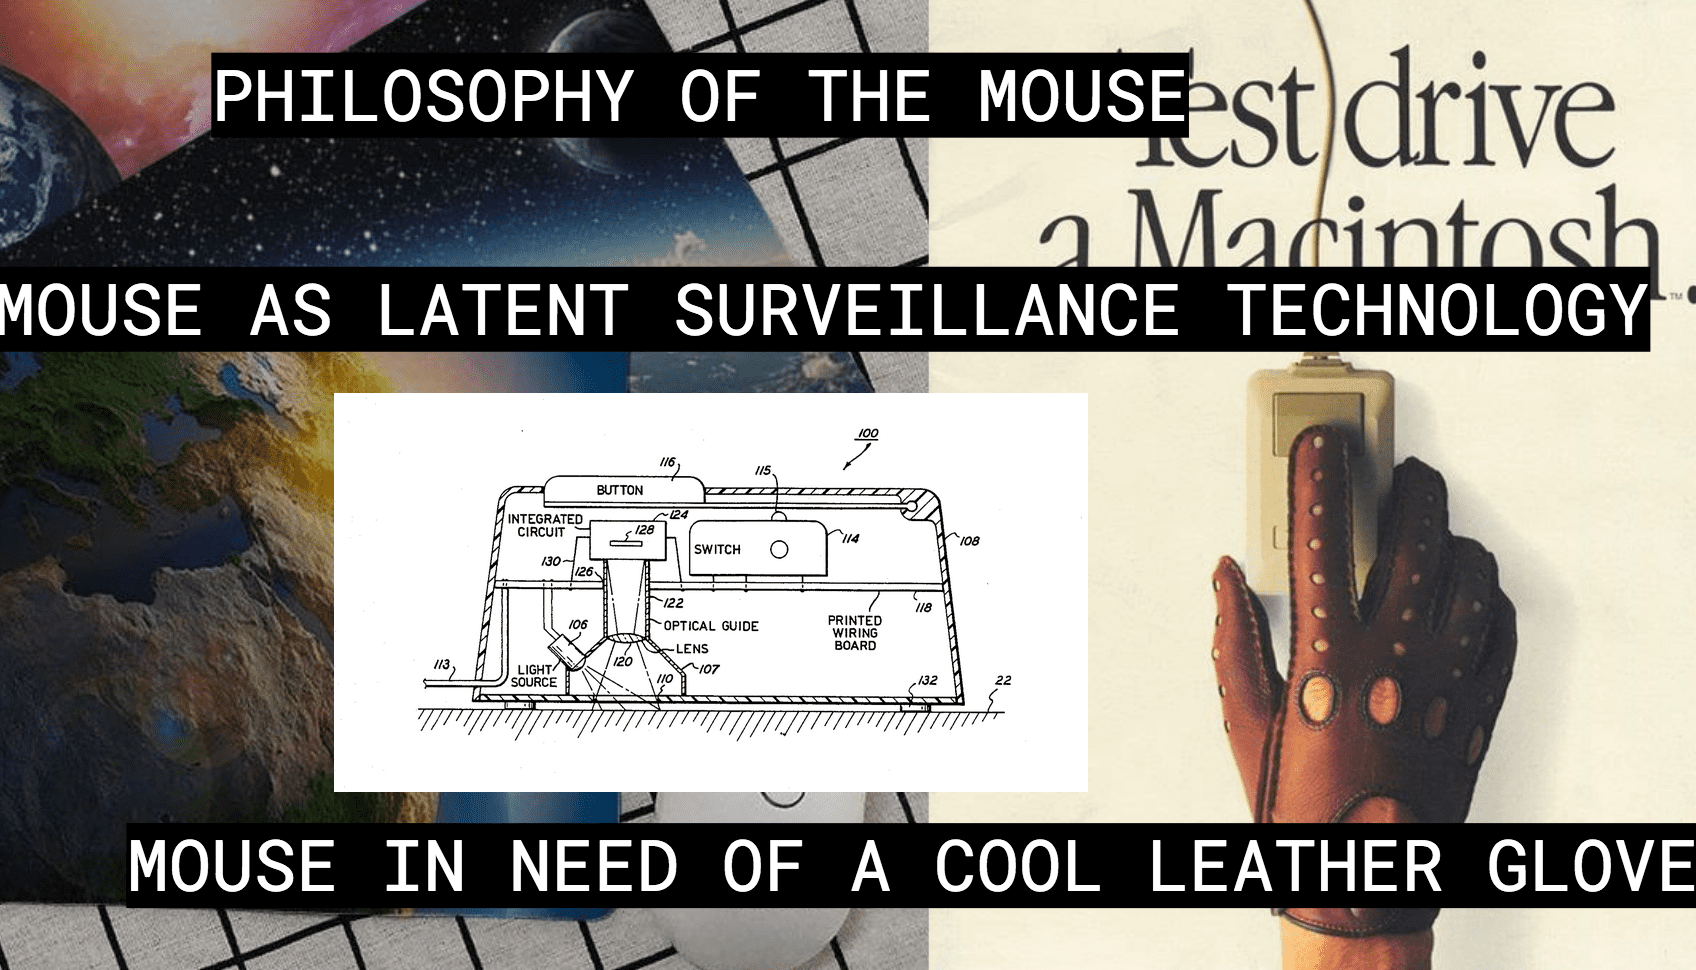 PHILOSOPHY OF THE MOUSE
Test drive
a Macintosh.™
MOUSE AS LATENT SURVEILLANCE TECHNOLOGY
100
116
115
BUTTON
124
INTEGRATED
CIRCUIT
128
SWITCH
114
108
130
126
122
118
106
OPTICAL GUIDE
PRINTED
WIRING
BOARD
LENS
120
107
113
LIGHT
SOURCE
110
132
22
MOUSE IN NEED OF A COOL LEATHER GLOVE